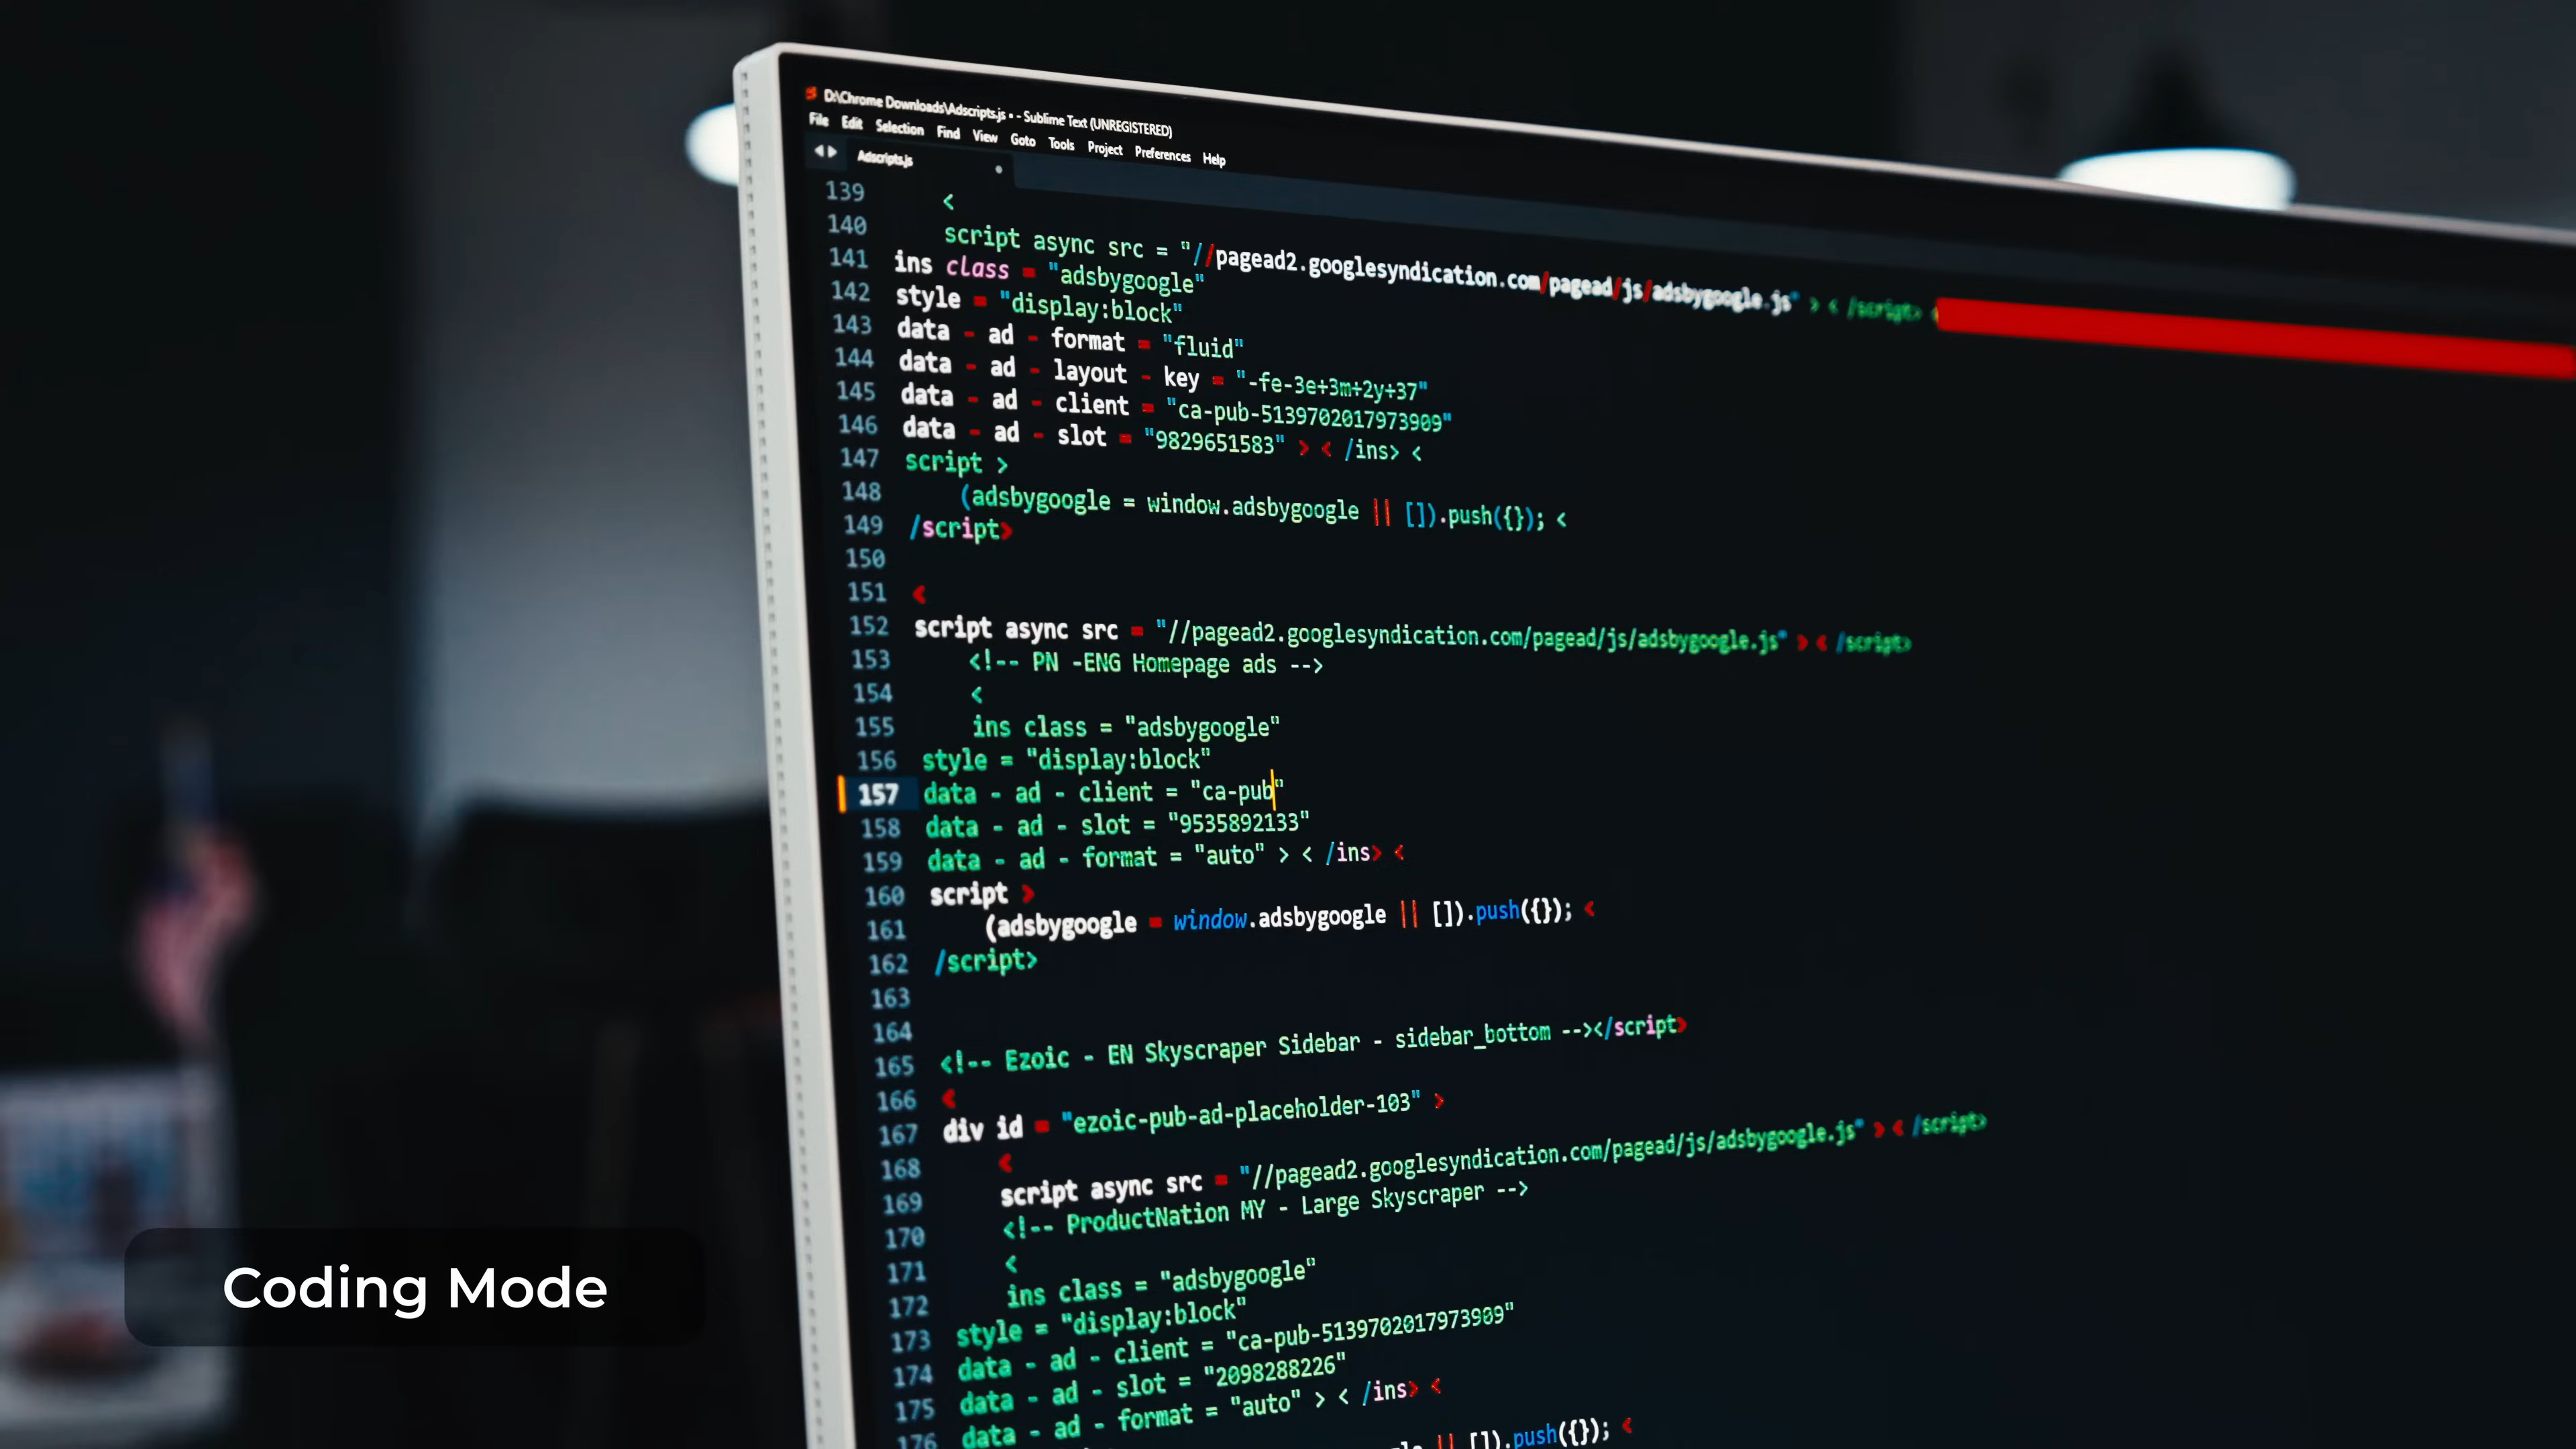 D:\Chrome Downloads\Adscripts.js • - Sublime Text (UNREGISTERED)
File Edit Selection Find View Goto Tools Project Preferences Help
Adscripts.js
139 <
140 script async src = "//pagead2.googlesyndication.com/pagead/js/adsbygoogle.js" > < /script> <
141 ins class = "adsbygoogle"
142 style = "display:block"
143 data - ad - format = "fluid"
144 data - ad - layout - key = "-fe-3e+3m+2y+37"
145 data - ad - client = "ca-pub-5139702017973909"
146 data - ad - slot = "9829651583" > < /ins> <
147 script >
148 (adsbygoogle = window.adsbygoogle || []).push({}); <
149 /script>
150
151 <
152 script async src = "//pagead2.googlesyndication.com/pagead/js/adsbygoogle.js" > < /script>
153 <!-- PN -ENG Homepage ads -->
154 <
155 ins class = "adsbygoogle"
156 style = "display:block"
157 data - ad - client = "ca-pub"
158 data - ad - slot = "9535892133"
159 data - ad - format = "auto" > < /ins> <
160 script >
161 (adsbygoogle = window.adsbygoogle || []).push({}); <
162 /script>
163
164
165 <!-- Ezoic - EN Skyscraper Sidebar - sidebar_bottom --></script>
166 <
167 div id = "ezoic-pub-ad-placeholder-103" >
168 <
169 script async src = "//pagead2.googlesyndication.com/pagead/js/adsbygoogle.js" > < /script>
170 <!-- ProductNation MY - Large Skyscraper -->
171 <
172 ins class = "adsbygoogle"
173 style = "display:block"
174 data - ad - client = "ca-pub-5139702017973909"
175 data - ad - slot = "2098288226"
176 data - ad - format = "auto" > < /ins> <
|| []).push({}); <
Coding Mode